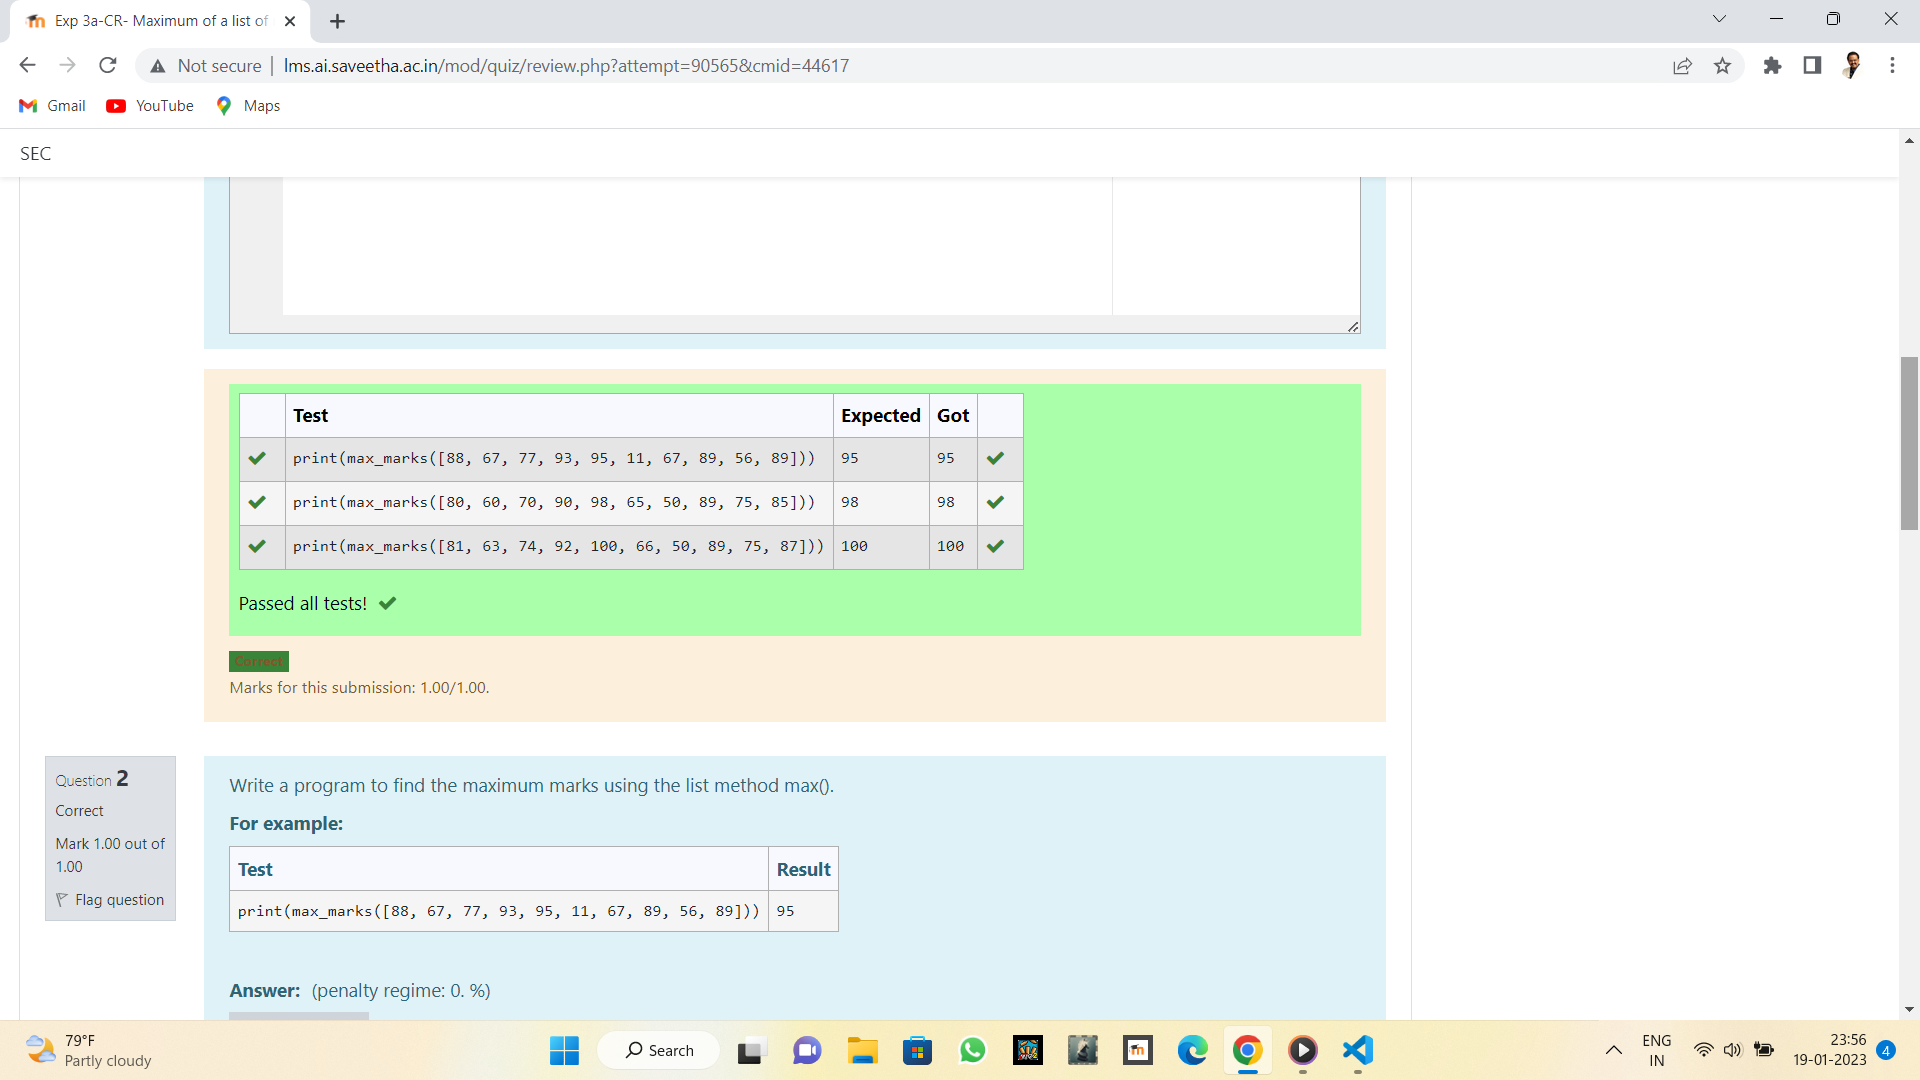 Exp 3a-CR- Maximum of a list of
Not secure | lms.ai.saveetha.ac.in/mod/quiz/review.php?attempt=90565&cmid=44617
Gmail YouTube Maps
SEC
Test Expected Got
print(max_marks([88, 67, 77, 93, 95, 11, 67, 89, 56, 89])) 95 95
print(max_marks([80, 60, 70, 90, 98, 65, 50, 89, 75, 85])) 98 98
print(max_marks([81, 63, 74, 92, 100, 66, 50, 89, 75, 87])) 100 100
Passed all tests!
Correct
Marks for this submission: 1.00/1.00.
Question 2
Correct
Mark 1.00 out of
1.00
Flag question
Write a program to find the maximum marks using the list method max().
For example:
Test Result
print(max_marks([88, 67, 77, 93, 95, 11, 67, 89, 56, 89])) 95
Answer: (penalty regime: 0. %)
79°F
Partly cloudy
Search
ENG
IN
23:56
19-01-2023
4